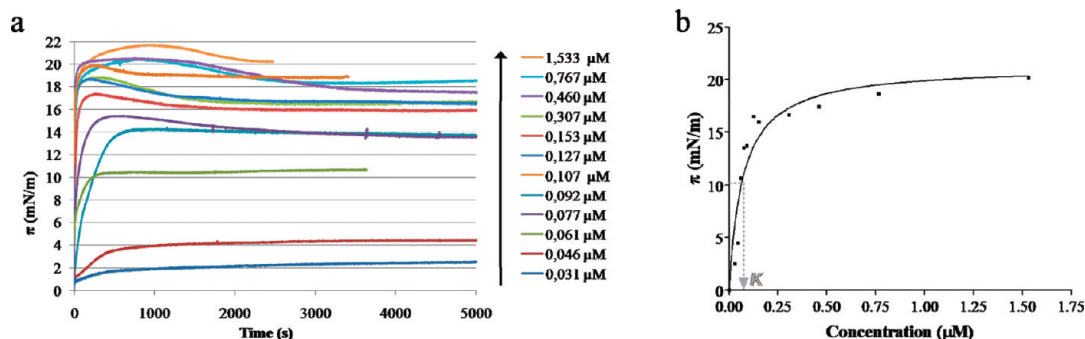 a
π (mN/m)
22
20
18
16
14
12
10
8
6
4
2
0
0 1000 2000 3000 4000 5000
Time (s)
1,533 µM
0,767 µM
0,460 µM
0,307 µM
0,153 µM
0,127 µM
0,107 µM
0,092 µM
0,077 µM
0,061 µM
0,046 µM
0,031 µM
b
π (mN/m)
25
20
15
10
5
0
K
0.00 0.25 0.50 0.75 1.00 1.25 1.50 1.75
Concentration (µM)